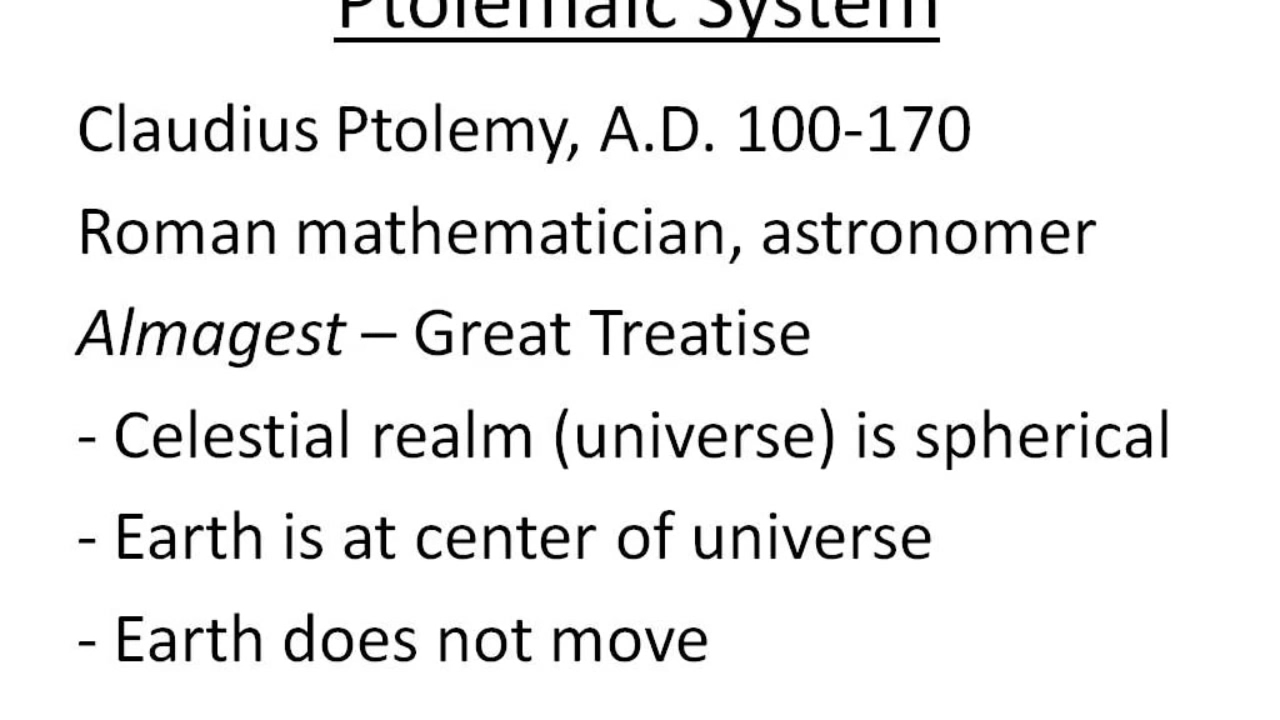 Ptolemaic System
Claudius Ptolemy, A.D. 100-170
Roman mathematician, astronomer
Almagest – Great Treatise
- Celestial realm (universe) is spherical
- Earth is at center of universe
- Earth does not move